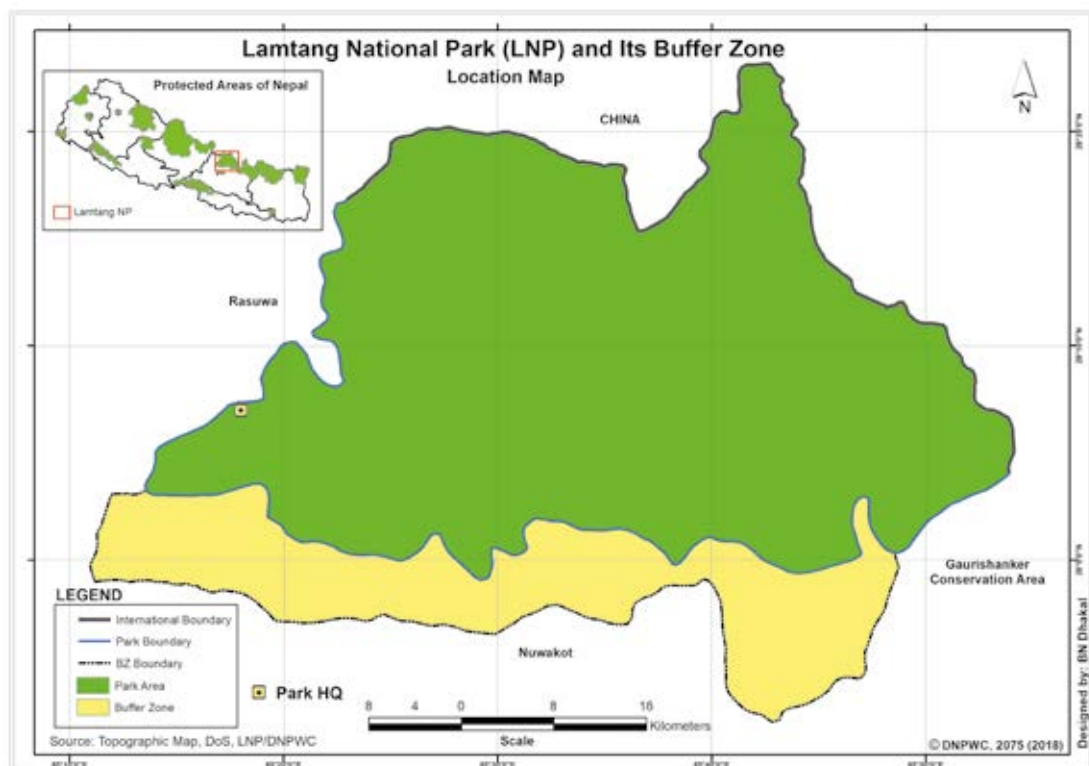 Lamtang National Park (LNP) and Its Buffer Zone
Location Map
Protected Areas of Nepal
Lamtang NP
N
CHINA
Rasuwa
Gaurishanker
Conservation Area
Nuwakot
LEGEND
International Boundary
Park Boundary
BZ Boundary
Park Area
Buffer Zone
Park HQ
8 4 0 8 16
Kilometers
Scale
Source: Topographic Map, DoS, LNP/DNPWC
© DNPWC, 2075 (2018)
Designed by: BN Dhakal